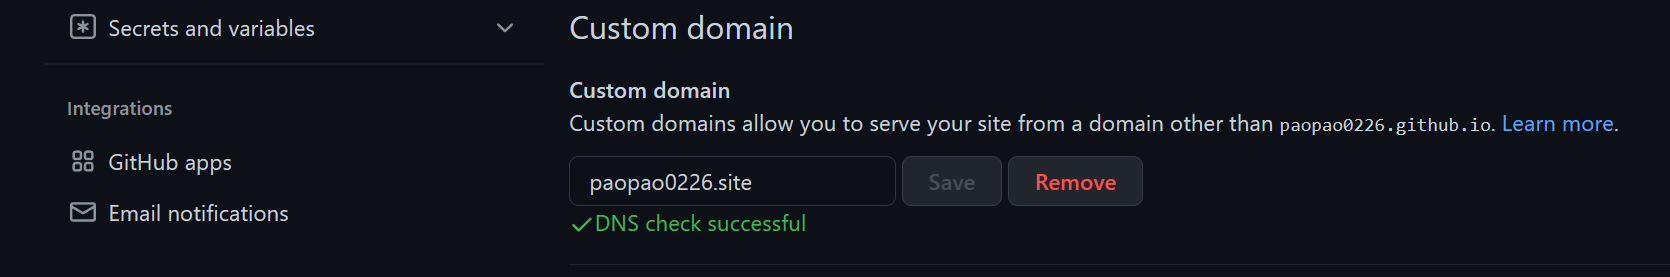 Secrets and variables
Integrations
GitHub apps
Email notifications
Custom domain
Custom domain
Custom domains allow you to serve your site from a domain other than paopao0226.github.io. Learn more.
paopao0226.site
Save
Remove
DNS check successful